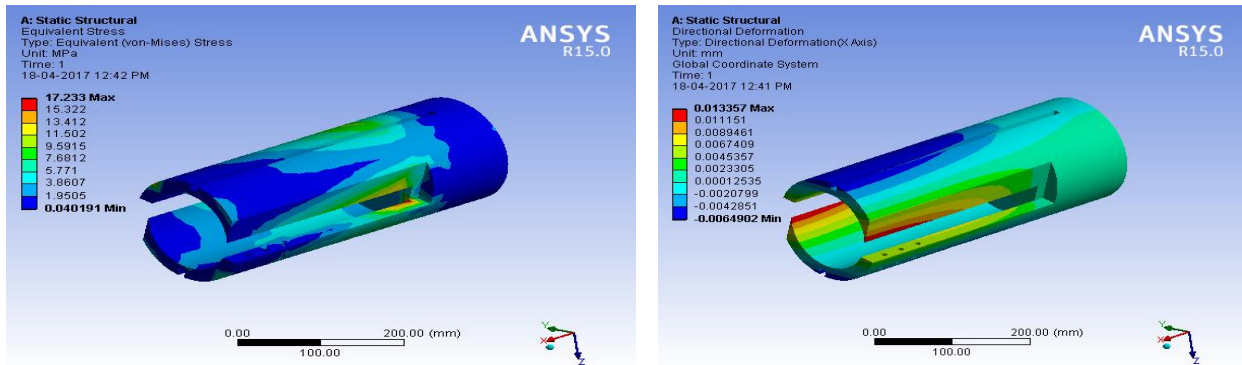 A: Static Structural
Equivalent Stress
Type: Equivalent (von-Mises) Stress
Unit: MPa
Time: 1
18-04-2017 12:42 PM
ANSYS
R15.0
17.233 Max
15.322
13.412
11.502
9.5915
7.6812
5.771
3.8607
1.9505
0.040191 Min
0.00
200.00 (mm)
100.00
Y
X
Z
A: Static Structural
Directional Deformation
Type: Directional Deformation(X Axis)
Unit: mm
Global Coordinate System
Time: 1
18-04-2017 12:41 PM
ANSYS
R15.0
0.013357 Max
0.011151
0.0089461
0.0067409
0.0045357
0.0023305
0.00012535
-0.0020799
-0.0042851
-0.0064902 Min
0.00
200.00 (mm)
100.00
Y
X
Z